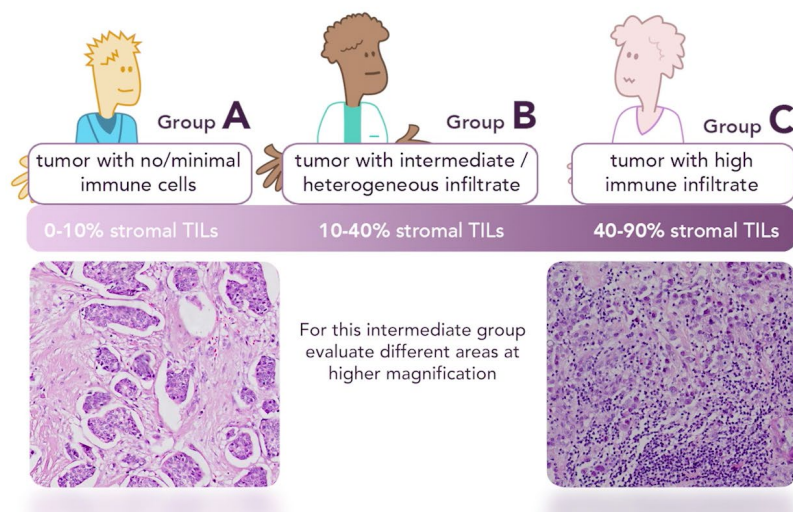 Group A
tumor with no/minimal
immune cells
0-10% stromal TILs
Group B
tumor with intermediate /
heterogeneous infiltrate
10-40% stromal TILs
For this intermediate group
evaluate different areas at
higher magnification
Group C
tumor with high
immune infiltrate
40-90% stromal TILs